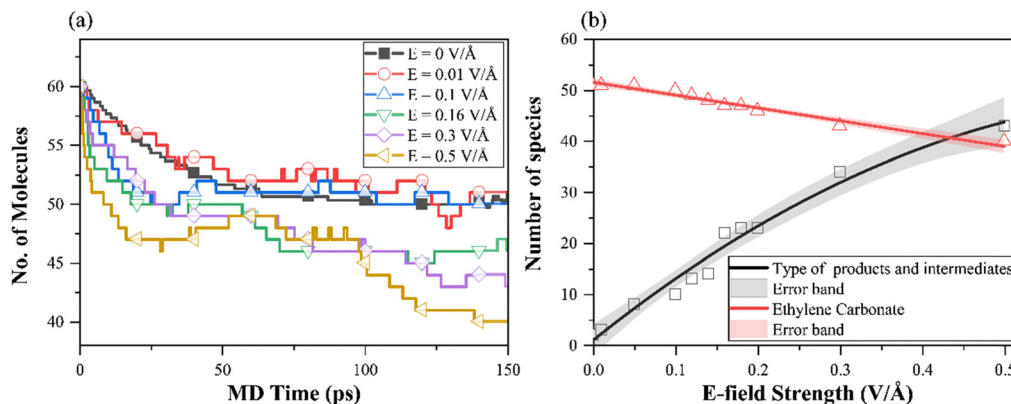 (a)
No. of Molecules
60
55
50
45
40
E = 0 V/Å
E = 0.01 V/Å
E – 0.1 V/Å
E = 0.16 V/Å
E = 0.3 V/Å
E – 0.5 V/Å
0
50
100
150
MD Time (ps)
(b)
Number of species
60
50
40
30
20
10
0
Type of products and intermediates
Error band
Ethylene Carbonate
Error band
0.0
0.1
0.2
0.3
0.4
0.5
E-field Strength (V/Å)